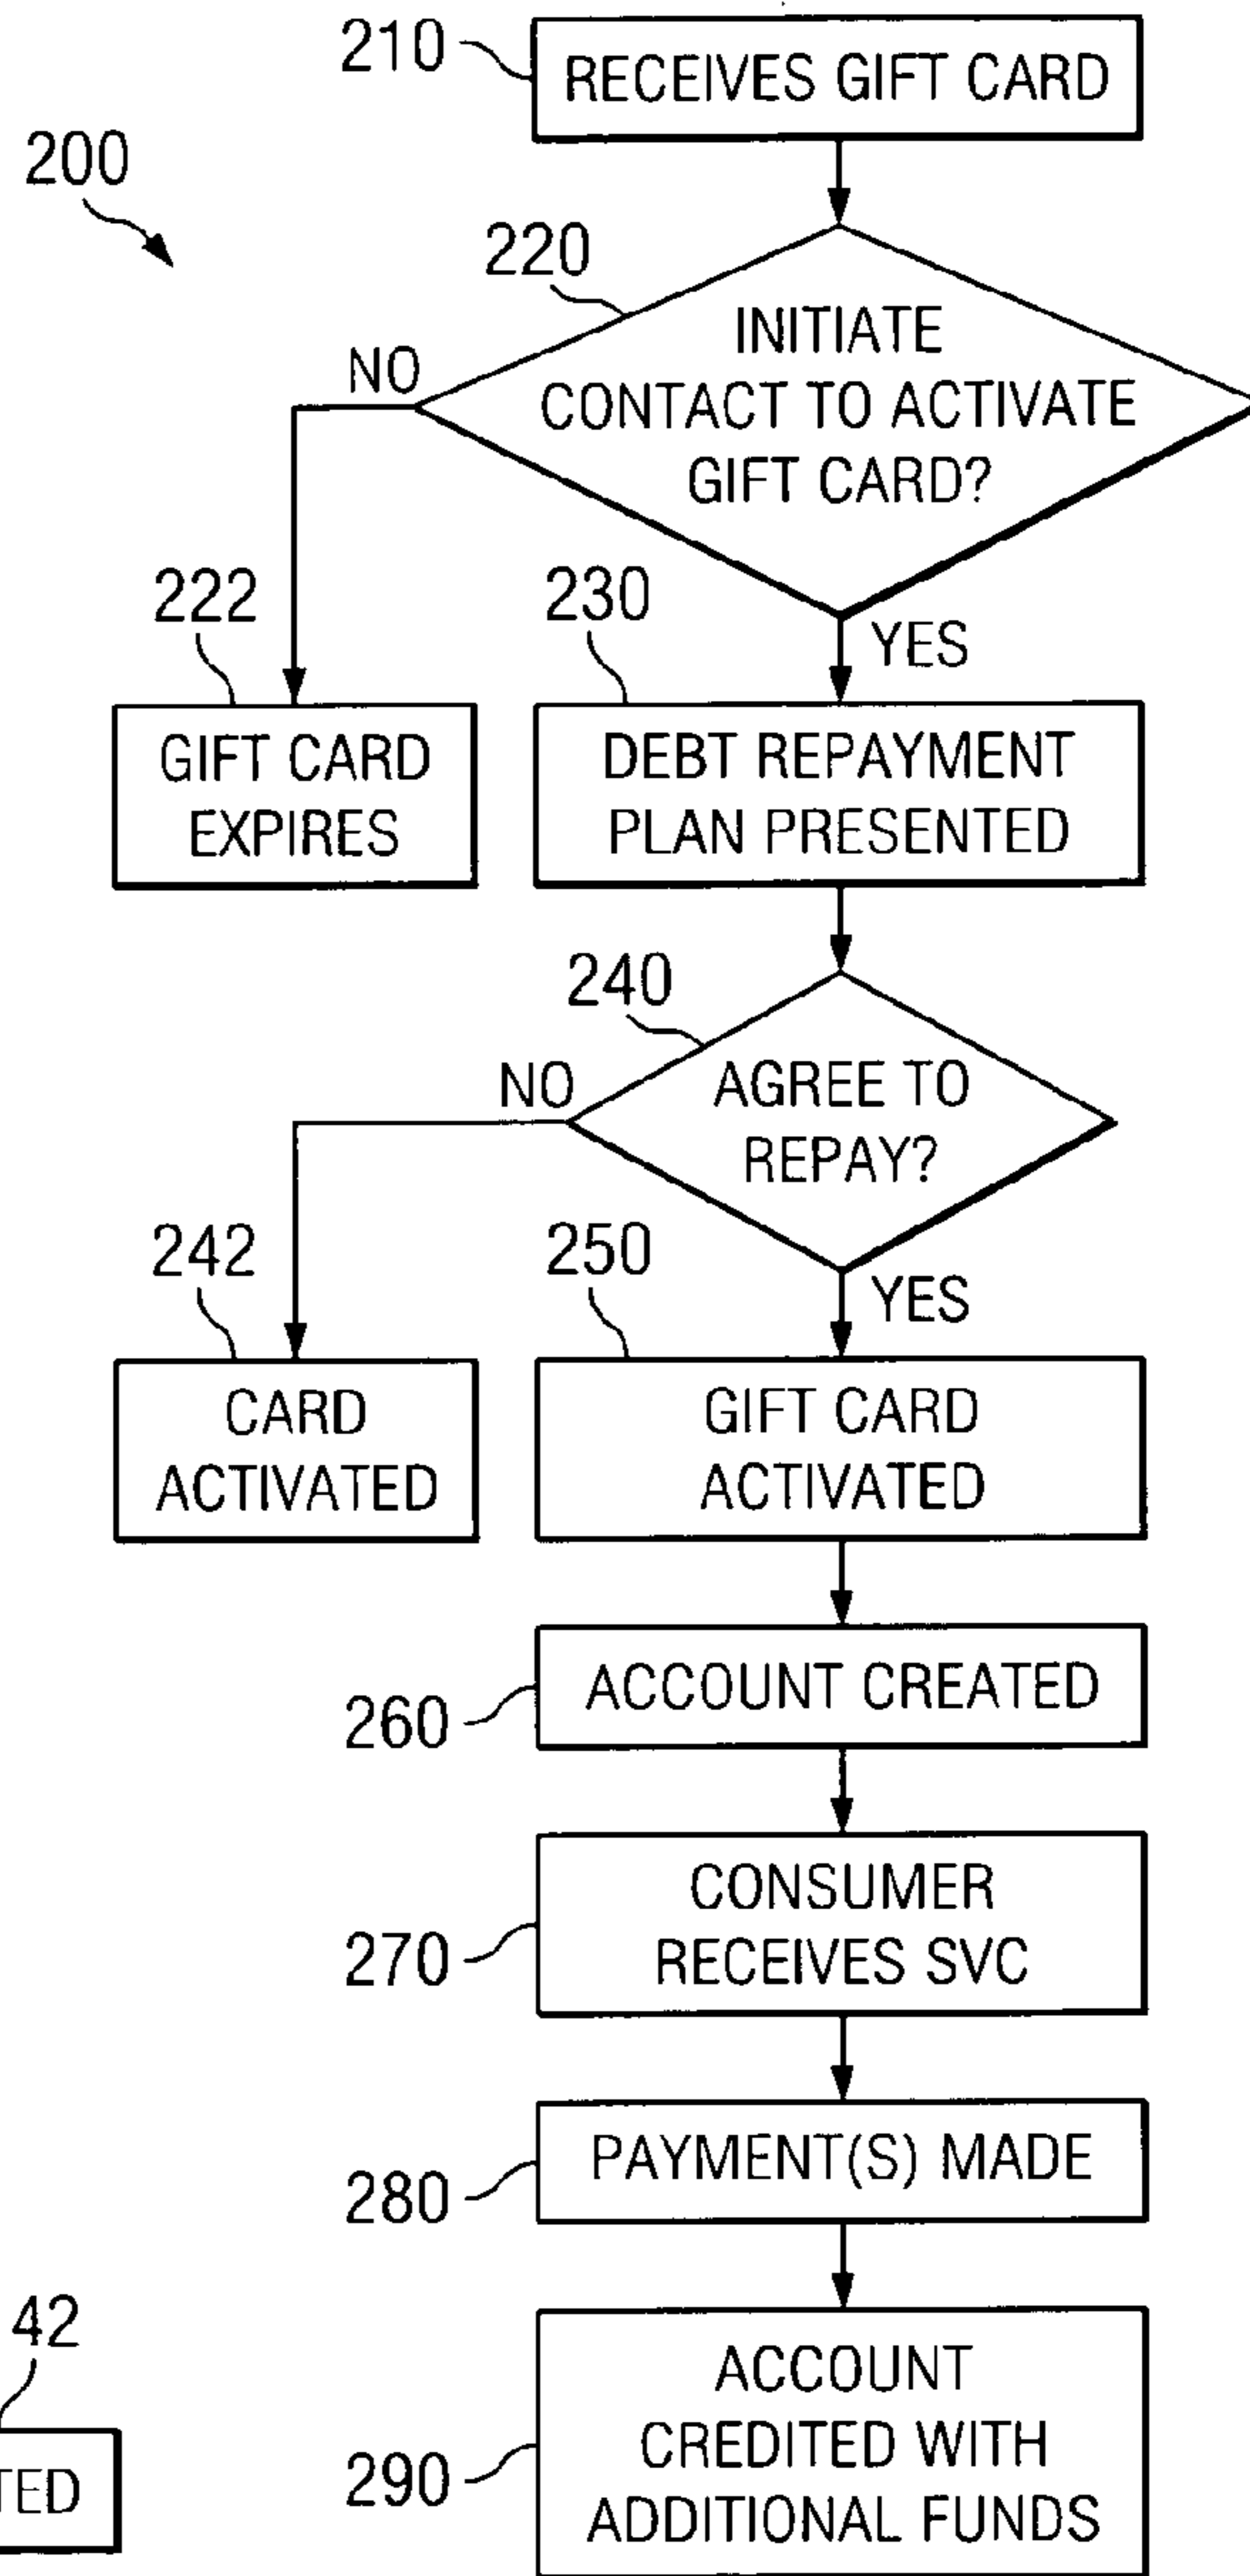 210
RECEIVES GIFT CARD
200
220
INITIATE
CONTACT TO ACTIVATE
GIFT CARD?
NO
YES
222
GIFT CARD
EXPIRES
230
DEBT REPAYMENT
PLAN PRESENTED
240
AGREE TO
REPAY?
NO
YES
242
CARD
ACTIVATED
250
GIFT CARD
ACTIVATED
260
ACCOUNT CREATED
270
CONSUMER
RECEIVES SVC
280
PAYMENT(S) MADE
290
ACCOUNT
CREDITED WITH
ADDITIONAL FUNDS
42
TED